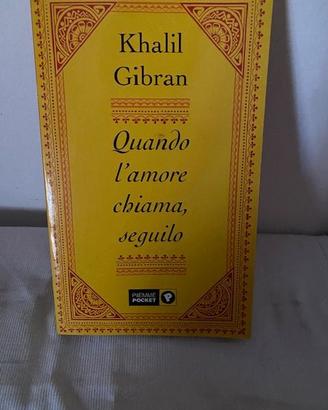 Khalil
Gibran
Quando
l'amore
chiama,
seguilo
PIEMME
POCKET
P